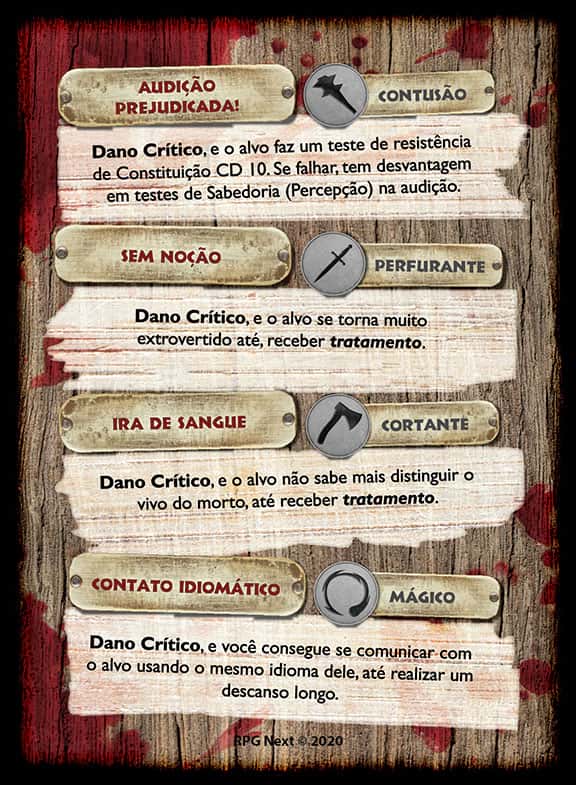 AUDIÇÃO
PREJUDICADA!
CONTUSÃO
Dano Crítico, e o alvo faz um teste de resistência
de Constituição CD 10. Se falhar, tem desvantagem
em testes de Sabedoria (Percepção) na audição.
SEM NOÇÃO
PERFURANTE
Dano Crítico, e o alvo se torna muito
extrovertido até, receber tratamento.
IRA DE SANGUE
CORTANTE
Dano Crítico, e o alvo não sabe mais distinguir o
vivo do morto, até receber tratamento.
CONTATO IDIOMÁTICO
MÁGICO
Dano Crítico, e você consegue se comunicar com
o alvo usando o mesmo idioma dele, até realizar um
descanso longo.
RPG Next © 2020